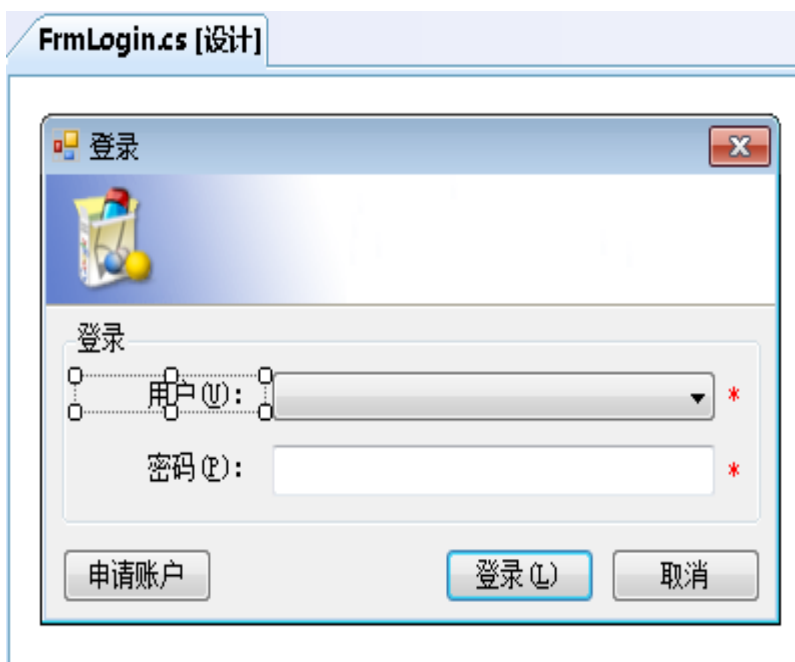 FrmLogin.cs [设计]
登录
登录
用户(U): *
密码(P): *
申请账户 登录(L) 取消